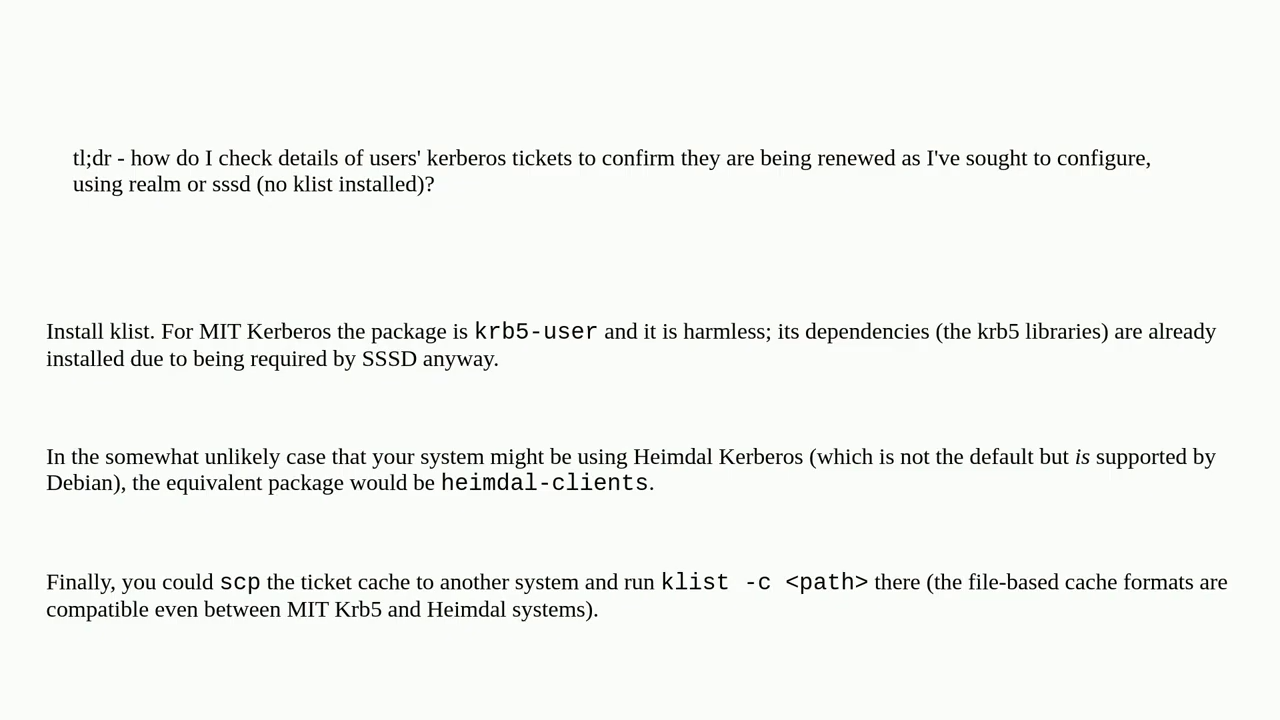 tl;dr - how do I check details of users' kerberos tickets to confirm they are being renewed as I've sought to configure,
using realm or sssd (no klist installed)?
Install klist. For MIT Kerberos the package is krb5-user and it is harmless; its dependencies (the krb5 libraries) are already
installed due to being required by SSSD anyway.
In the somewhat unlikely case that your system might be using Heimdal Kerberos (which is not the default but is supported by
Debian), the equivalent package would be heimdal-clients.
Finally, you could scp the ticket cache to another system and run klist -c <path> there (the file-based cache formats are
compatible even between MIT Krb5 and Heimdal systems).